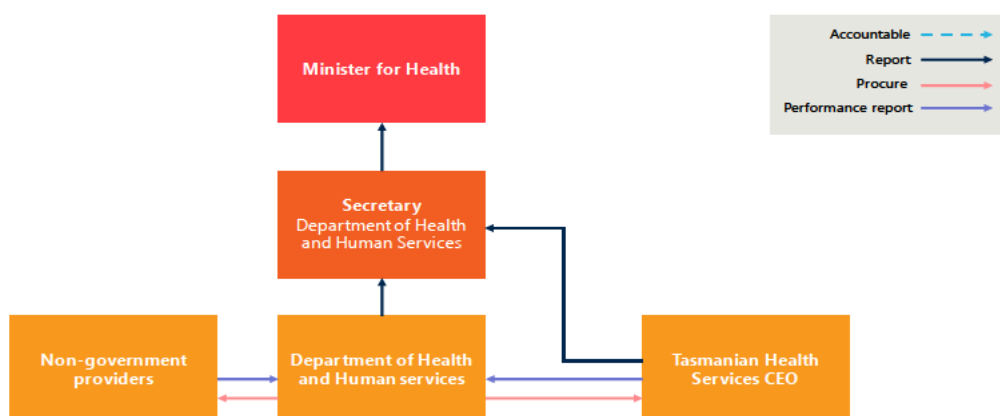 Minister for Health
Accountable
Report
Procure
Performance report
Secretary
Department of Health
and Human Services
Non-government
providers
Department of Health
and Human services
Tasmanian Health
Services CEO